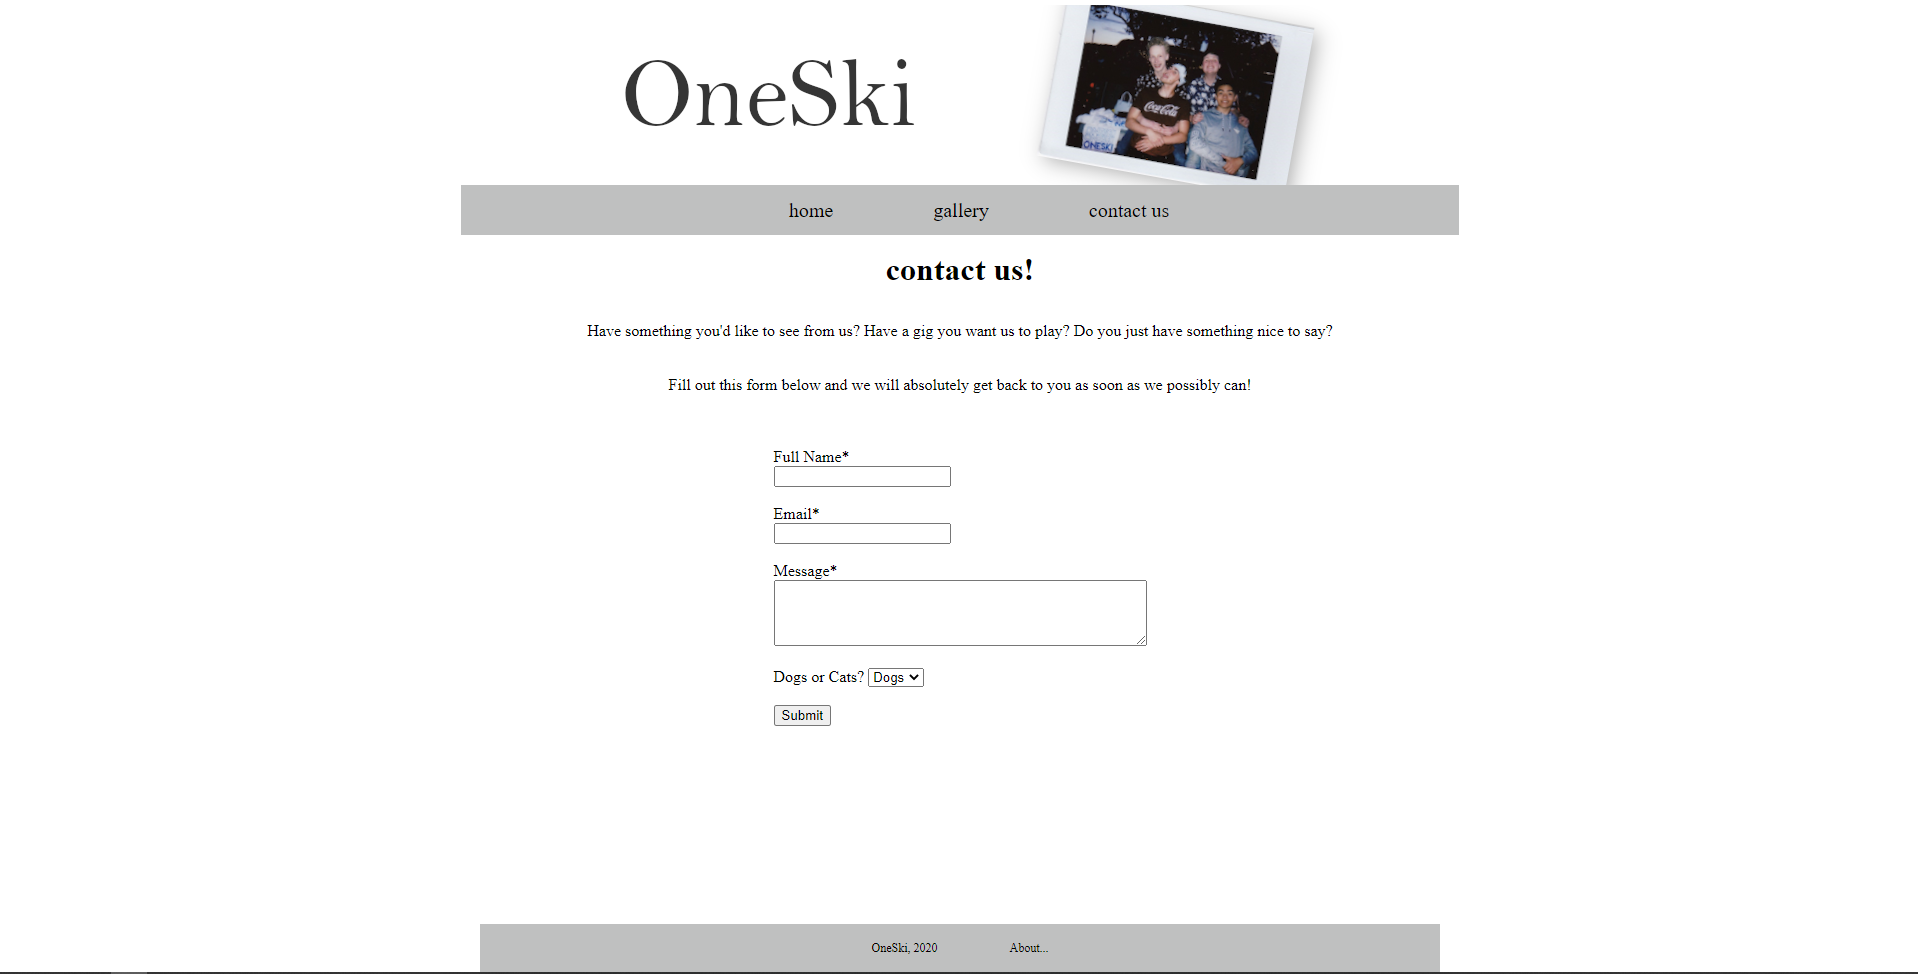 OneSki
Coca-Cola
ONESKI
home gallery contact us
contact us!
Have something you'd like to see from us? Have a gig you want us to play? Do you just have something nice to say?
Fill out this form below and we will absolutely get back to you as soon as we possibly can!
Full Name*
Email*
Message*
Dogs or Cats? Dogs
Submit
OneSki, 2020 About...